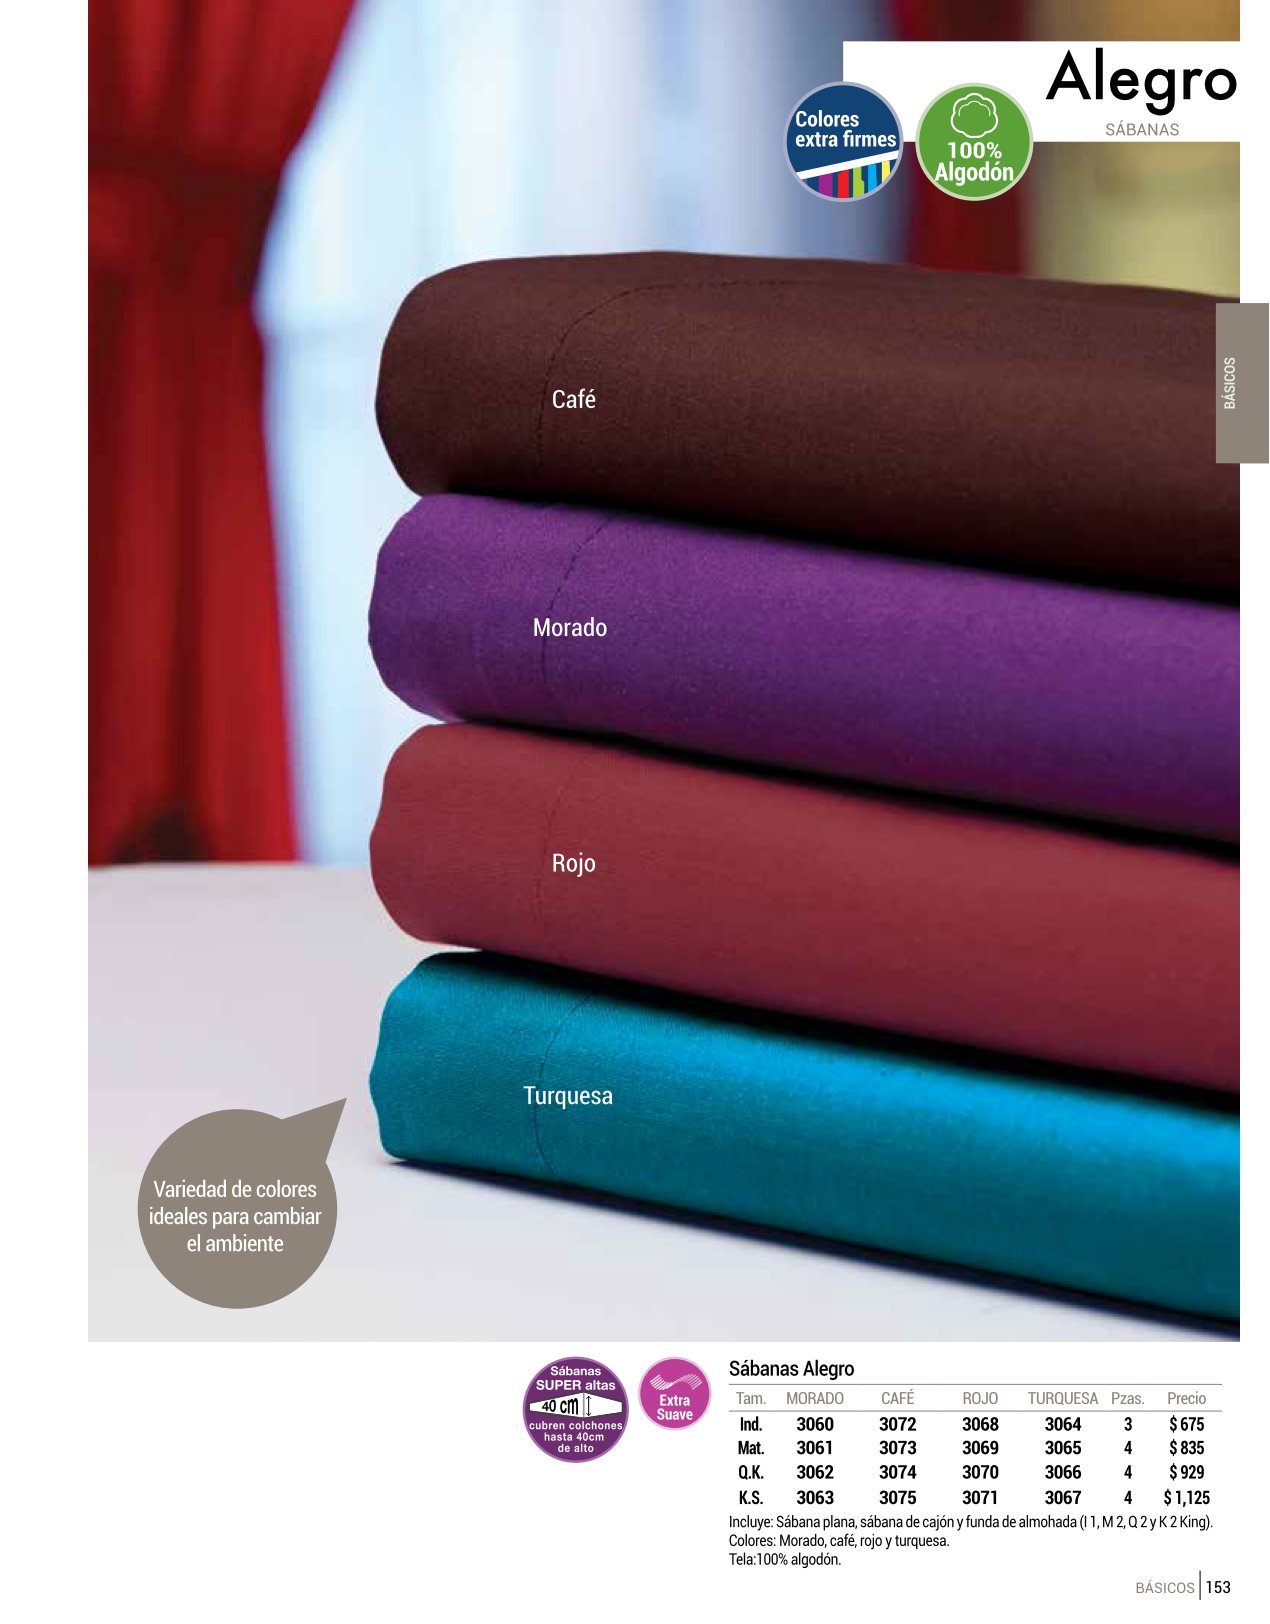 Alegro
SÁBANAS
Colores
extra firmes
100%
Algodón
BÁSICOS
Café
Morado
Rojo
Turquesa
Variedad de colores
ideales para cambiar
el ambiente
Sábanas
SUPER altas
40 cm
cubren colchones
hasta 40cm
de alto
Extra
Suave
Sábanas Alegro
Tam. MORADO CAFÉ ROJO TURQUESA Pzas. Precio
Ind. 3060 3072 3068 3064 3 $ 675
Mat. 3061 3073 3069 3065 4 $ 835
Q.K. 3062 3074 3070 3066 4 $ 929
K.S. 3063 3075 3071 3067 4 $ 1,125
Incluye: Sábana plana, sábana de cajón y funda de almohada (I 1, M 2, Q 2 y K 2 King).
Colores: Morado, café, rojo y turquesa.
Tela:100% algodón.
BÁSICOS 153